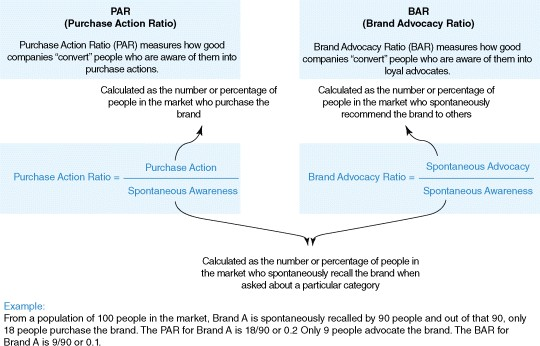 PAR
(Purchase Action Ratio)
Purchase Action Ratio (PAR) measures how good
companies “convert” people who are aware of them into
purchase actions.
Calculated as the number or percentage of
people in the market who purchase the
brand
Purchase Action Ratio =
Purchase Action
Spontaneous Awareness
BAR
(Brand Advocacy Ratio)
Brand Advocacy Ratio (BAR) measures how good
companies “convert” people who are aware of them into
loyal advocates.
Calculated as the number or percentage of
people in the market who spontaneously
recommend the brand to others
Brand Advocacy Ratio =
Spontaneous Advocacy
Spontaneous Awareness
Calculated as the number or percentage of people in
the market who spontaneously recall the brand when
asked about a particular category
Example:
From a population of 100 people in the market, Brand A is spontaneously recalled by 90 people and out of that 90, only
18 people purchase the brand. The PAR for Brand A is 18/90 or 0.2 Only 9 people advocate the brand. The BAR for
Brand A is 9/90 or 0.1.